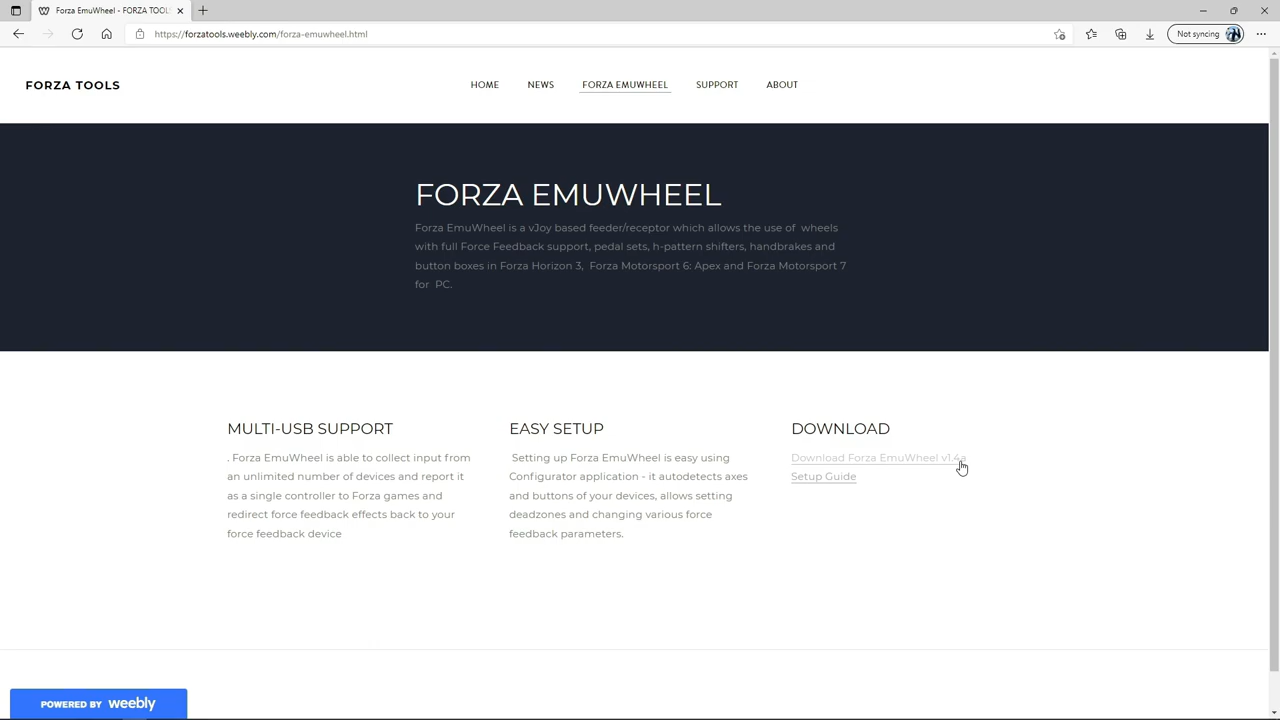 Forza EmuWheel - FORZA TOOLS
https://forzatools.weebly.com/forza-emuwheel.html
Not syncing
FORZA TOOLS
HOME
NEWS
FORZA EMUWHEEL
SUPPORT
ABOUT
FORZA EMUWHEEL
Forza EmuWheel is a vJoy based feeder/receptor which allows the use of wheels
with full Force Feedback support, pedal sets, h-pattern shifters, handbrakes and
button boxes in Forza Horizon 3, Forza Motorsport 6: Apex and Forza Motorsport 7
for PC.
MULTI-USB SUPPORT
. Forza EmuWheel is able to collect input from
an unlimited number of devices and report it
as a single controller to Forza games and
redirect force feedback effects back to your
force feedback device
EASY SETUP
Setting up Forza EmuWheel is easy using
Configurator application - it autodetects axes
and buttons of your devices, allows setting
deadzones and changing various force
feedback parameters.
DOWNLOAD
Download Forza EmuWheel v1.4a
Setup Guide
POWERED BY weebly